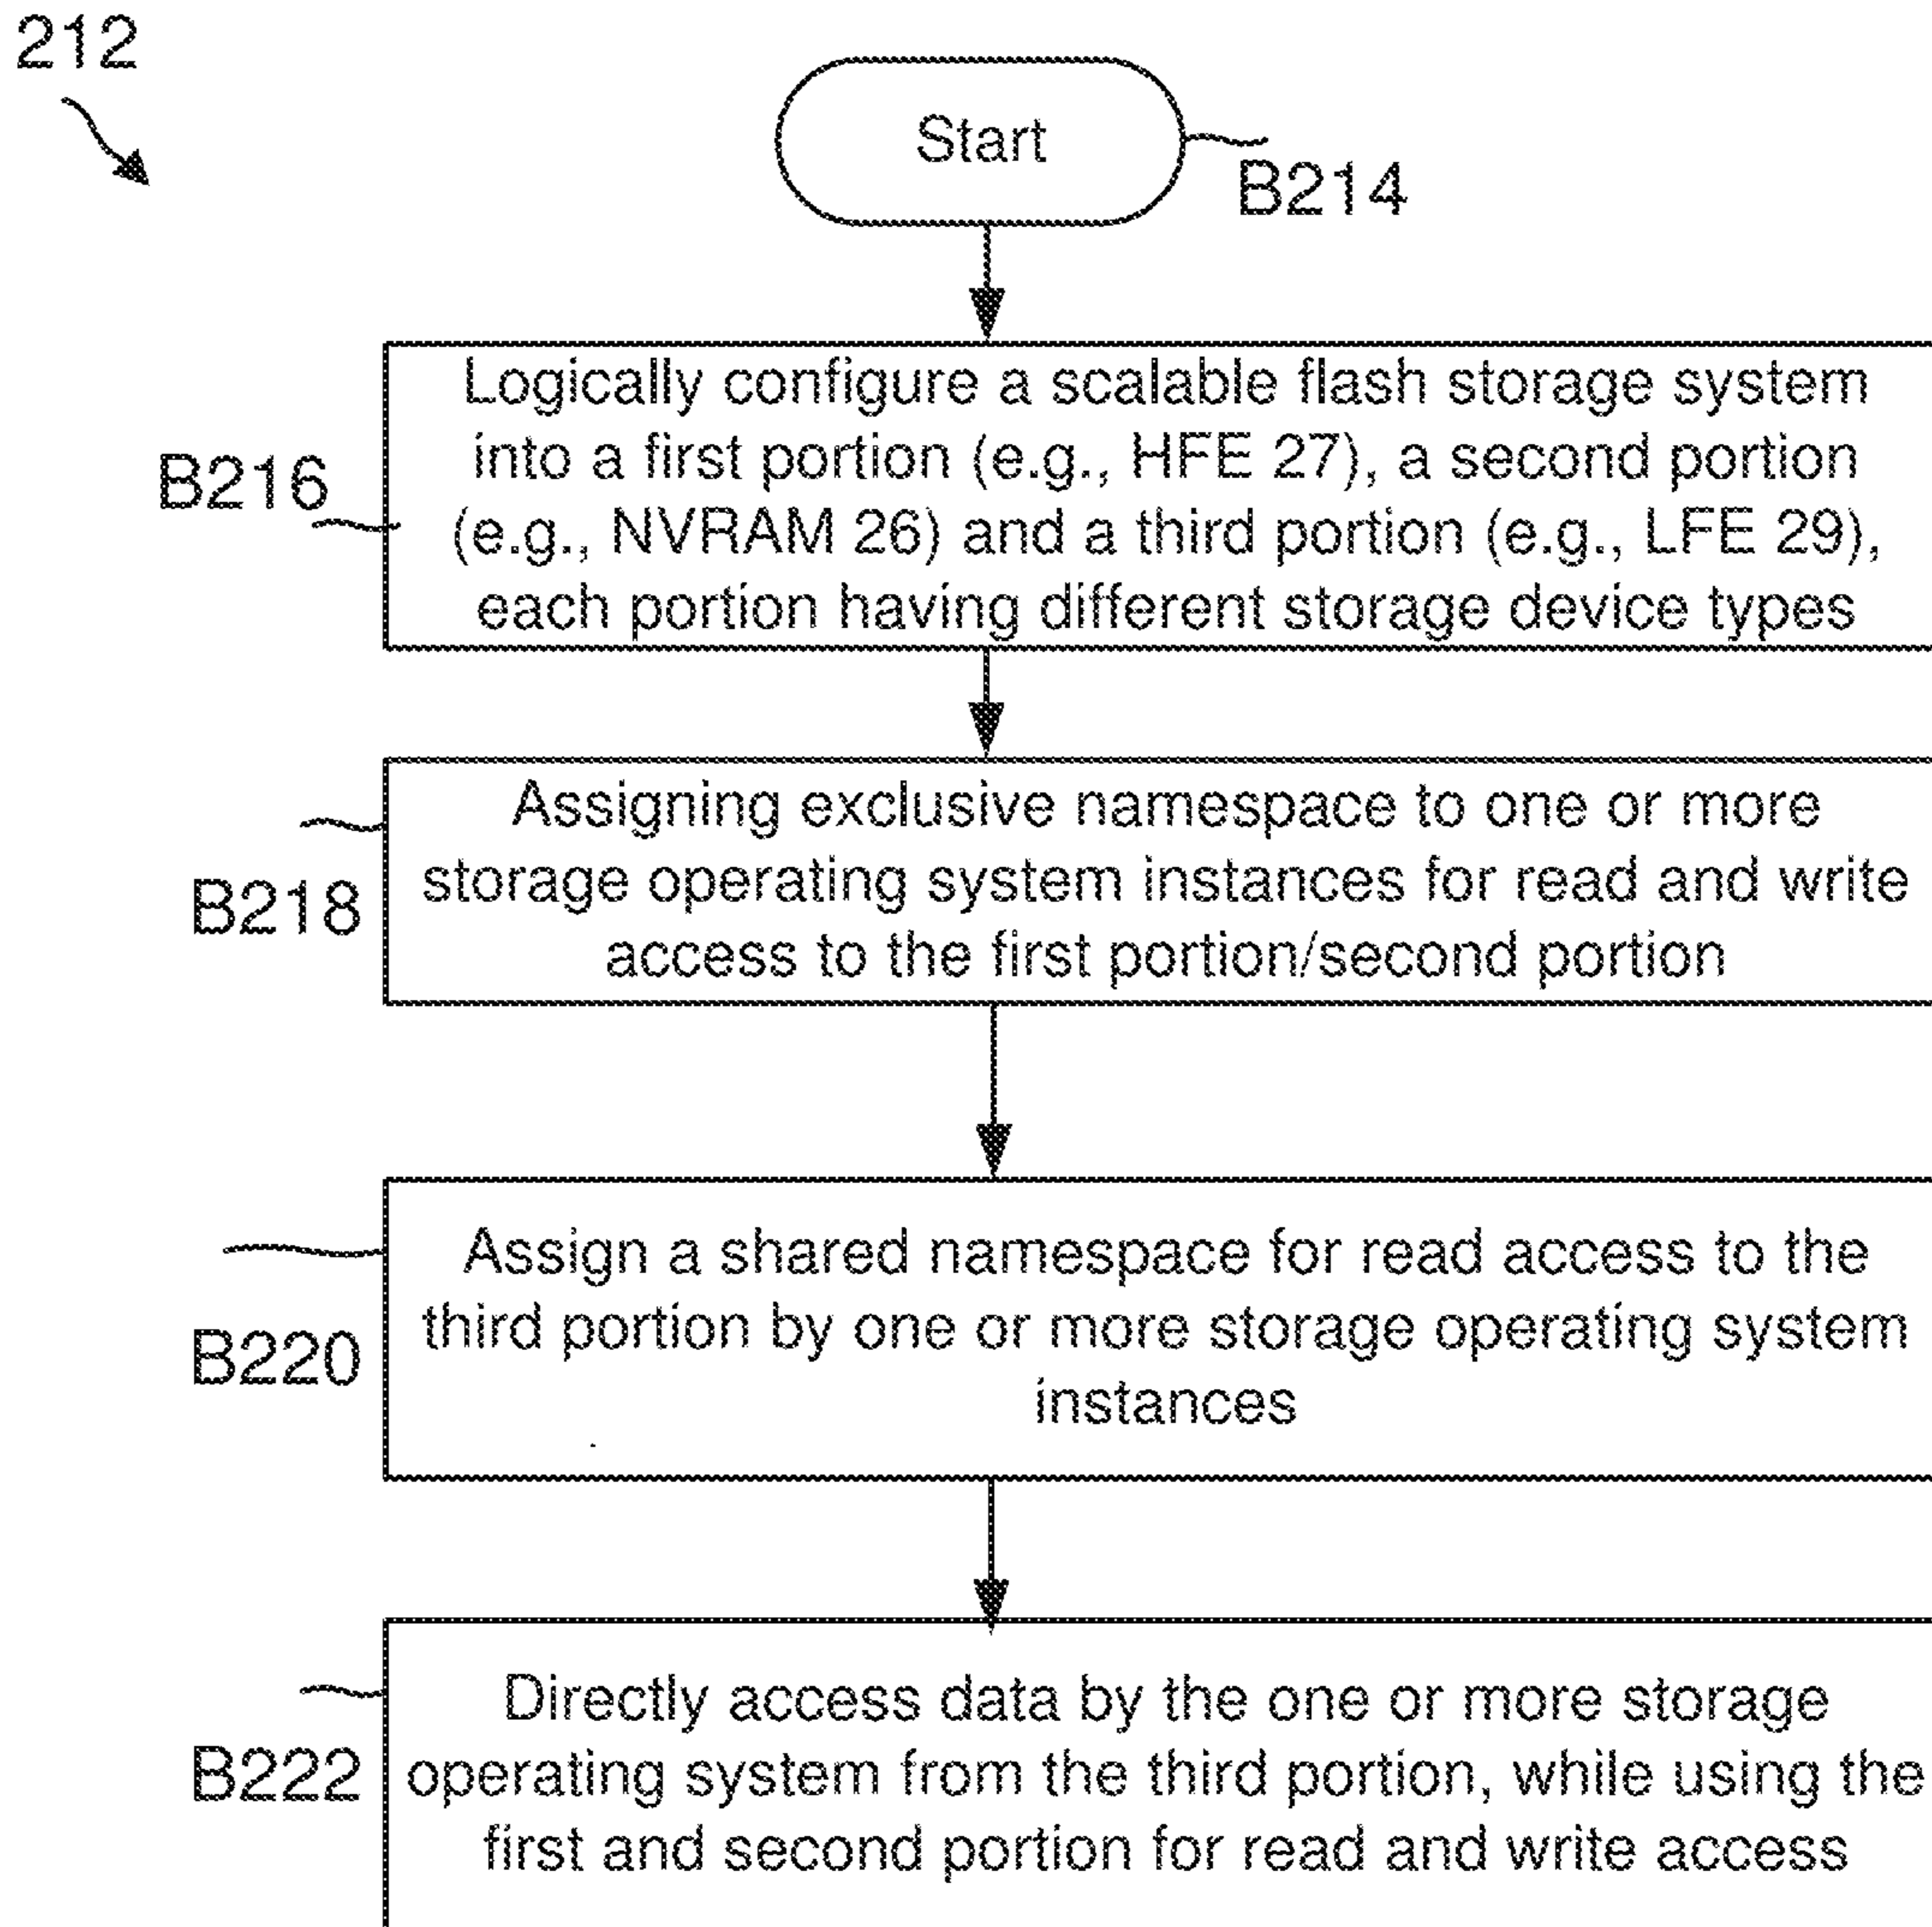 212
Start
B214
Logically configure a scalable flash storage system
into a first portion (e.g., HFE 27), a second portion
B216
(e.g., NVRAM 26) and a third portion (e.g., LFE 29),
each portion having different storage device types
Assigning exclusive namespace to one or more
storage operating system instances for read and write
B218
access to the first portion/second portion
Assign a shared namespace for read access to the
third portion by one or more storage operating system
B220
instances
Directly access data by the one or more storage
B222
operating system from the third portion, while using the
first and second portion for read and write access